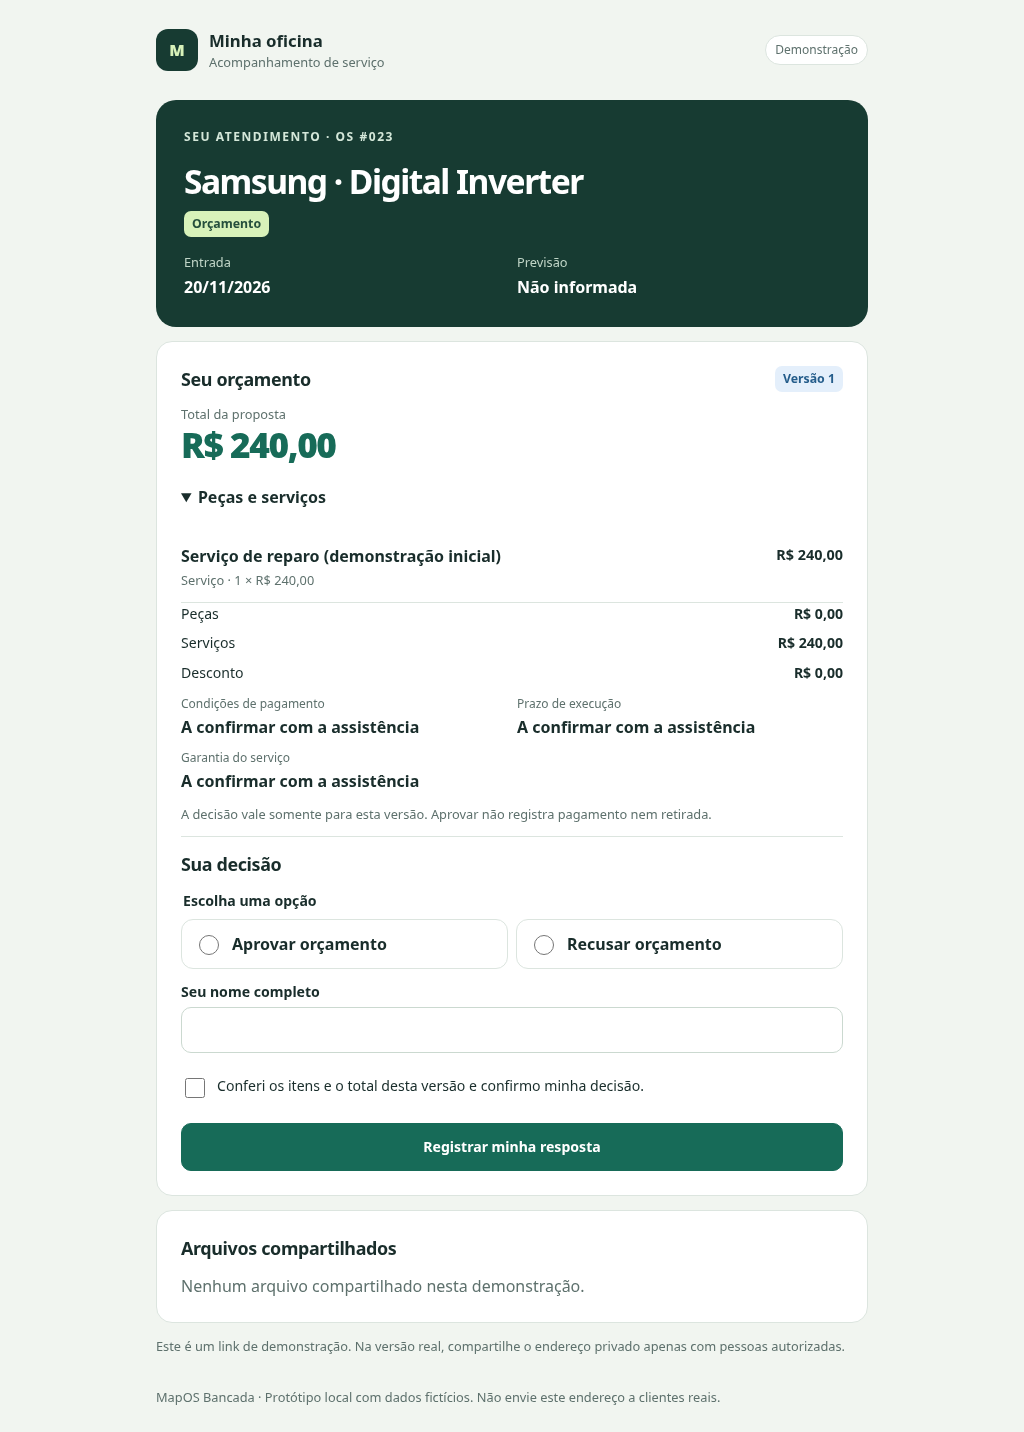 M
Minha oficina
Acompanhamento de serviço
Demonstração
SEU ATENDIMENTO · OS #023
Samsung · Digital Inverter
Orçamento
Entrada
20/11/2026
Previsão
Não informada
Seu orçamento
Versão 1
Total da proposta
R$ 240,00
▼ Peças e serviços
Serviço de reparo (demonstração inicial)
R$ 240,00
Serviço · 1 × R$ 240,00
Peças
R$ 0,00
Serviços
R$ 240,00
Desconto
R$ 0,00
Condições de pagamento
A confirmar com a assistência
Prazo de execução
A confirmar com a assistência
Garantia do serviço
A confirmar com a assistência
A decisão vale somente para esta versão. Aprovar não registra pagamento nem retirada.
Sua decisão
Escolha uma opção
Aprovar orçamento
Recusar orçamento
Seu nome completo
Conferi os itens e o total desta versão e confirmo minha decisão.
Registrar minha resposta
Arquivos compartilhados
Nenhum arquivo compartilhado nesta demonstração.
Este é um link de demonstração. Na versão real, compartilhe o endereço privado apenas com pessoas autorizadas.
MapOS Bancada · Protótipo local com dados fictícios. Não envie este endereço a clientes reais.